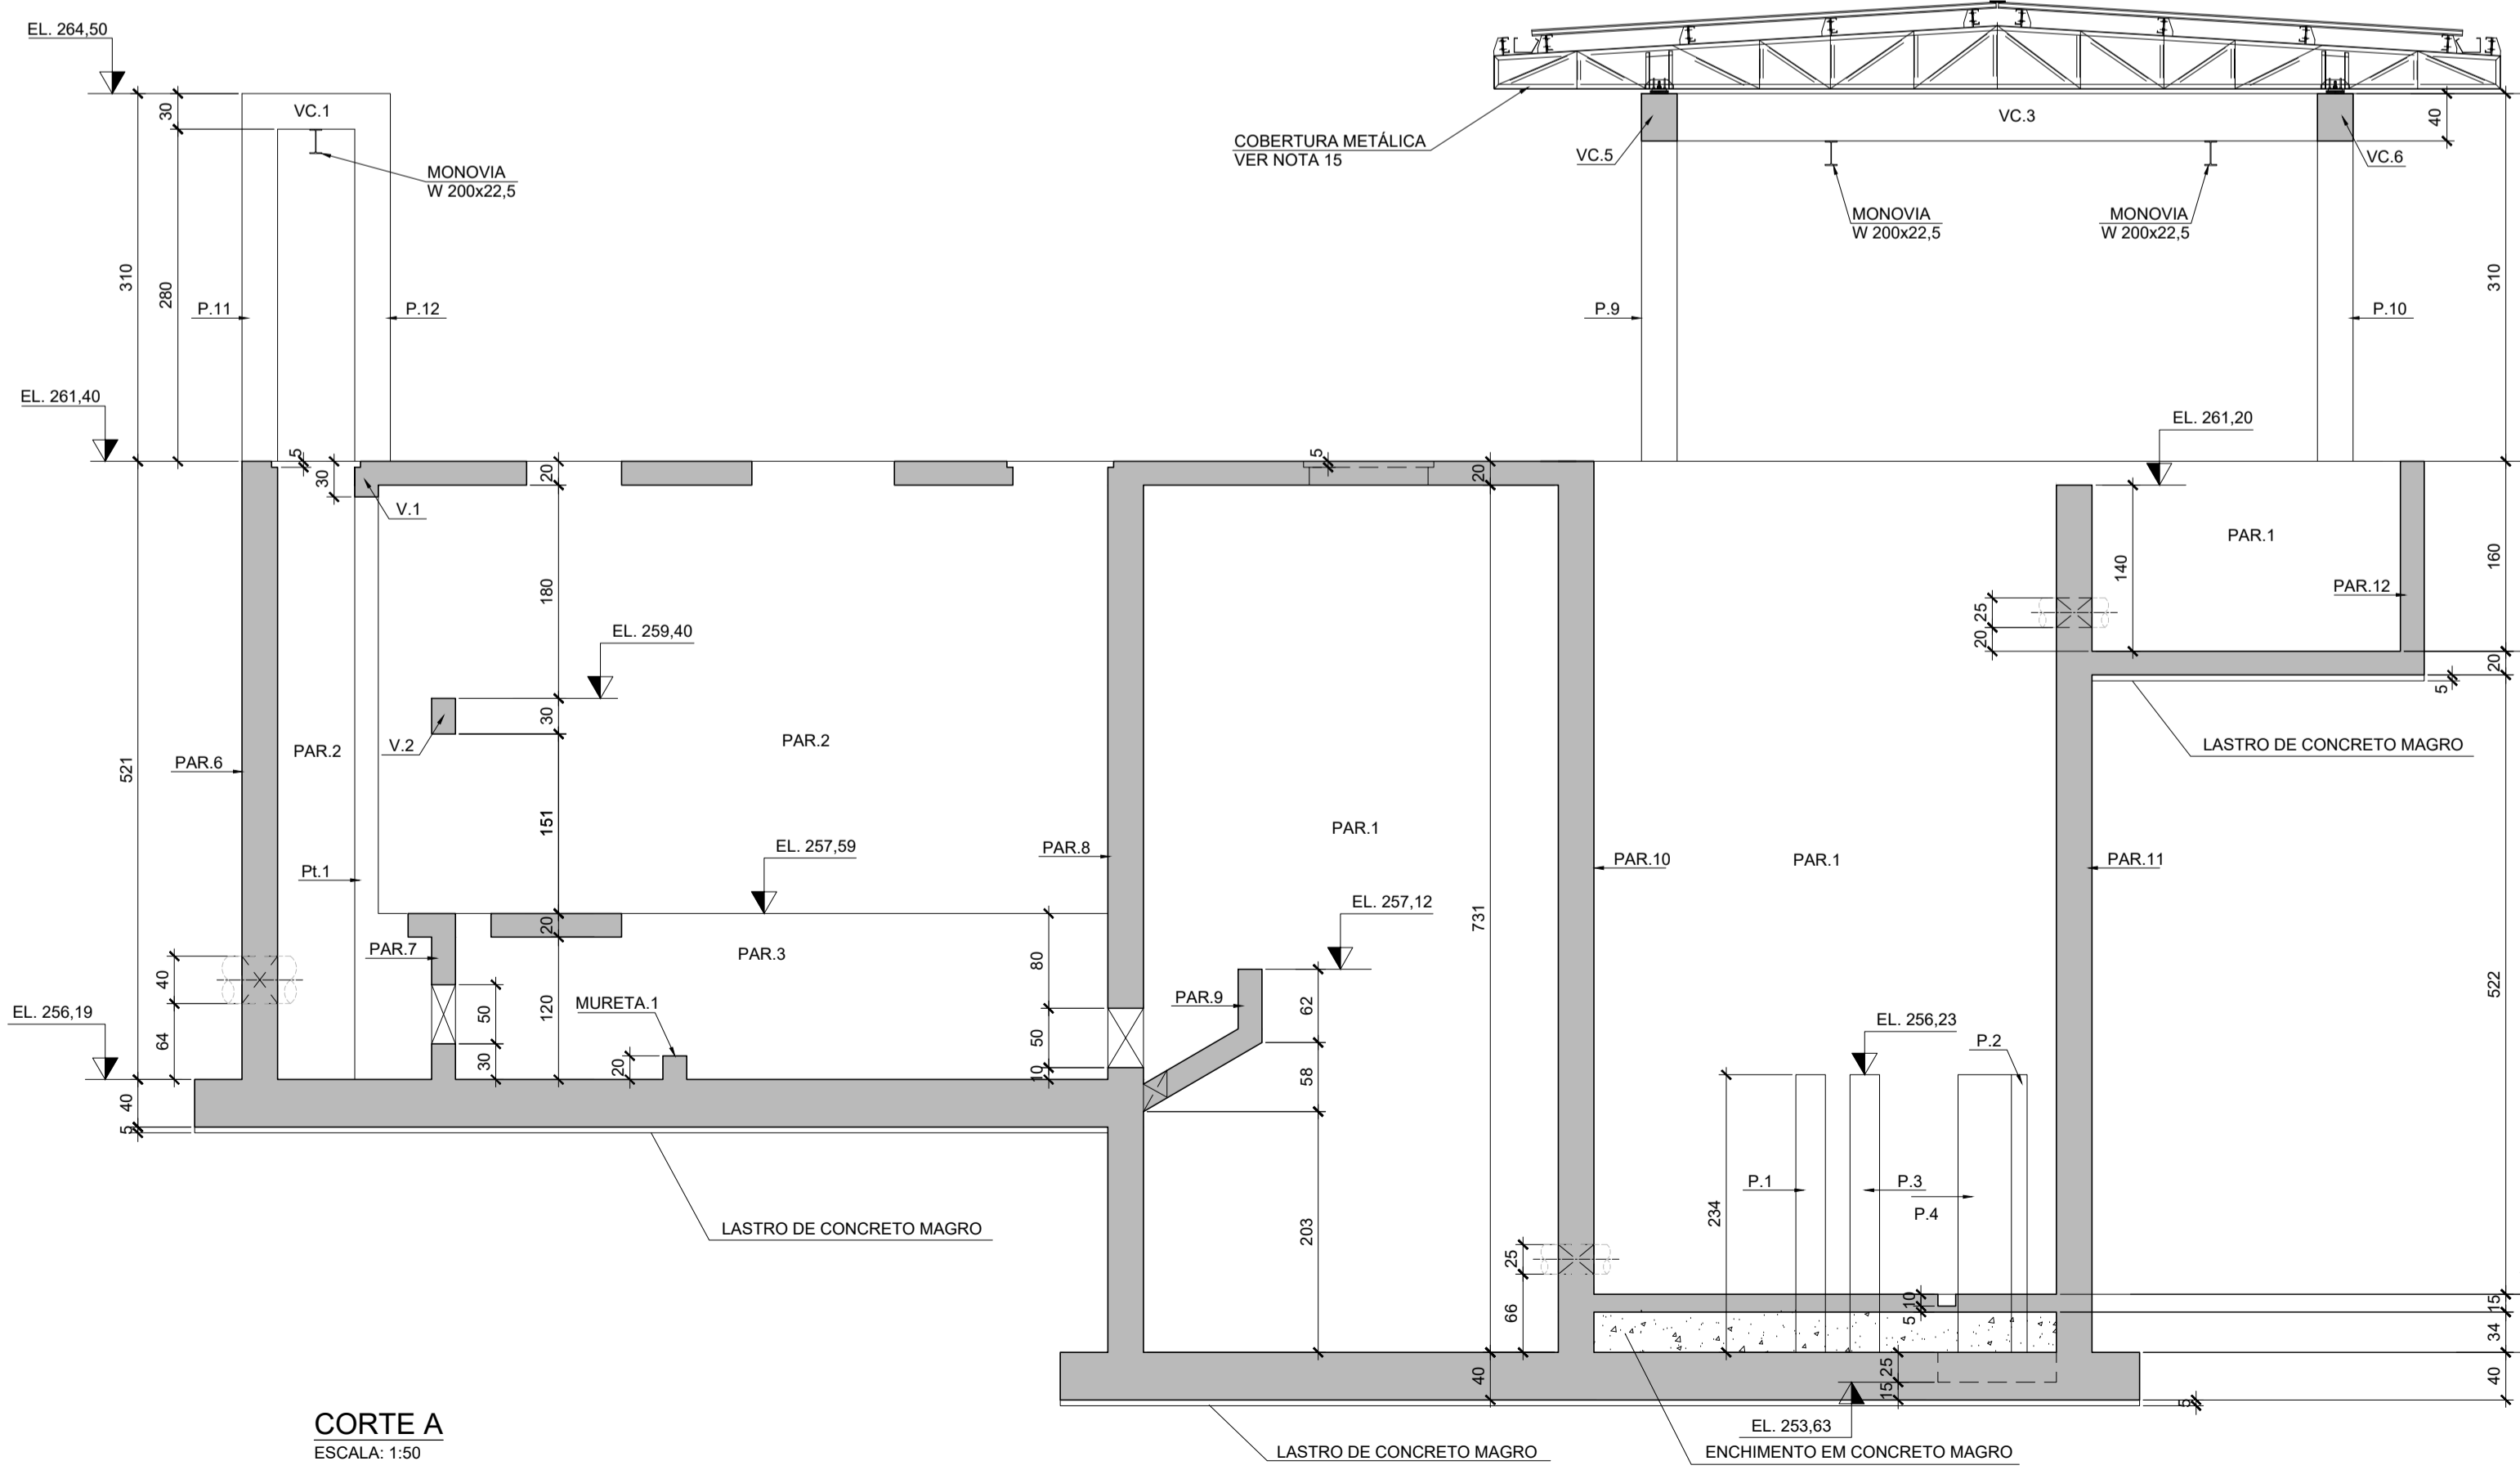 EL. 264,50
30
VC.1
MONOVIA
W 200x22,5
310
280
P.11
P.12
COBERTURA METÁLICA
VER NOTA 15
VC.5
VC.3
VC.6
40
MONOVIA
W 200x22,5
MONOVIA
W 200x22,5
P.9
P.10
310
EL. 261,40
5
30
V.1
20
5
20
EL. 261,20
PAR.1
140
160
PAR.12
25
20
20
5
LASTRO DE CONCRETO MAGRO
180
EL. 259,40
30
V.2
PAR.2
PAR.2
PAR.6
521
151
Pt.1
EL. 257,59
PAR.8
PAR.1
731
PAR.10
PAR.1
PAR.11
EL. 257,12
20
PAR.7
PAR.3
80
40
64
50
30
120
MURETA.1
20
50
10
PAR.9
62
58
203
522
EL. 256,19
40
5
EL. 256,23
P.2
P.1
P.3
P.4
234
LASTRO DE CONCRETO MAGRO
25
66
10
5
15
34
40
25
15
40
5
EL. 253,63
LASTRO DE CONCRETO MAGRO
ENCHIMENTO EM CONCRETO MAGRO
CORTE A
ESCALA: 1:50